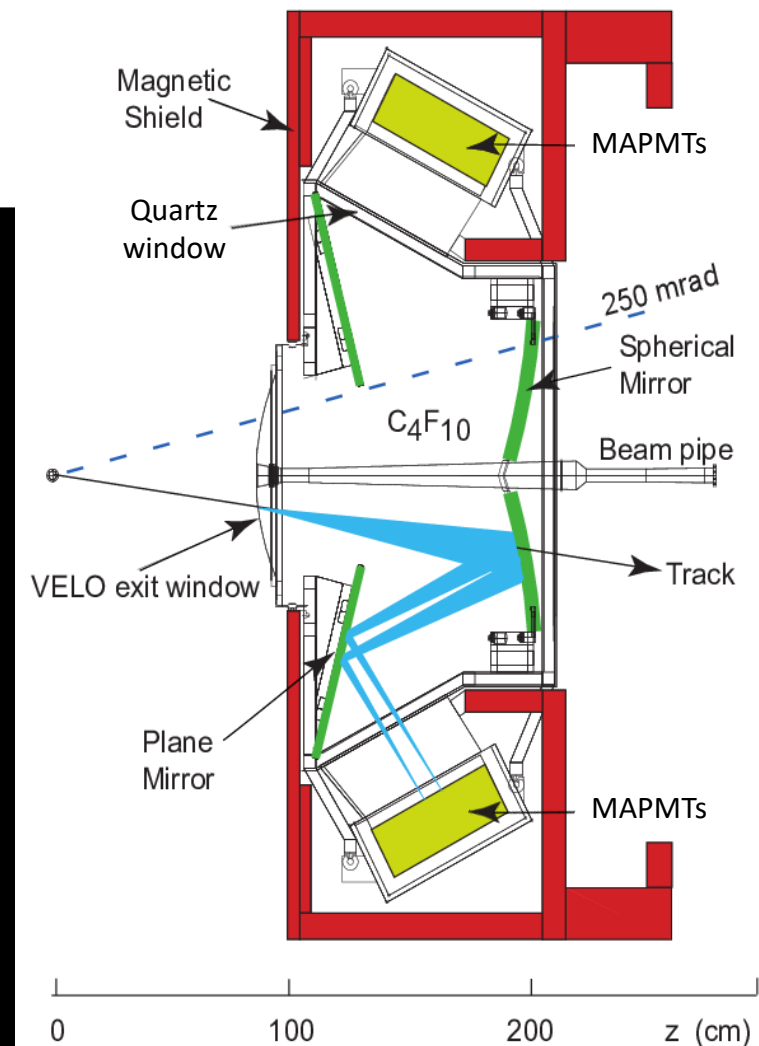 Magnetic
Shield
MAPMTs
Quartz
window
250 mrad
Spherical
Mirror
C4F10
Beam pipe
VELO exit window
Track
Plane
Mirror
MAPMTs
0 100 200 z (cm)